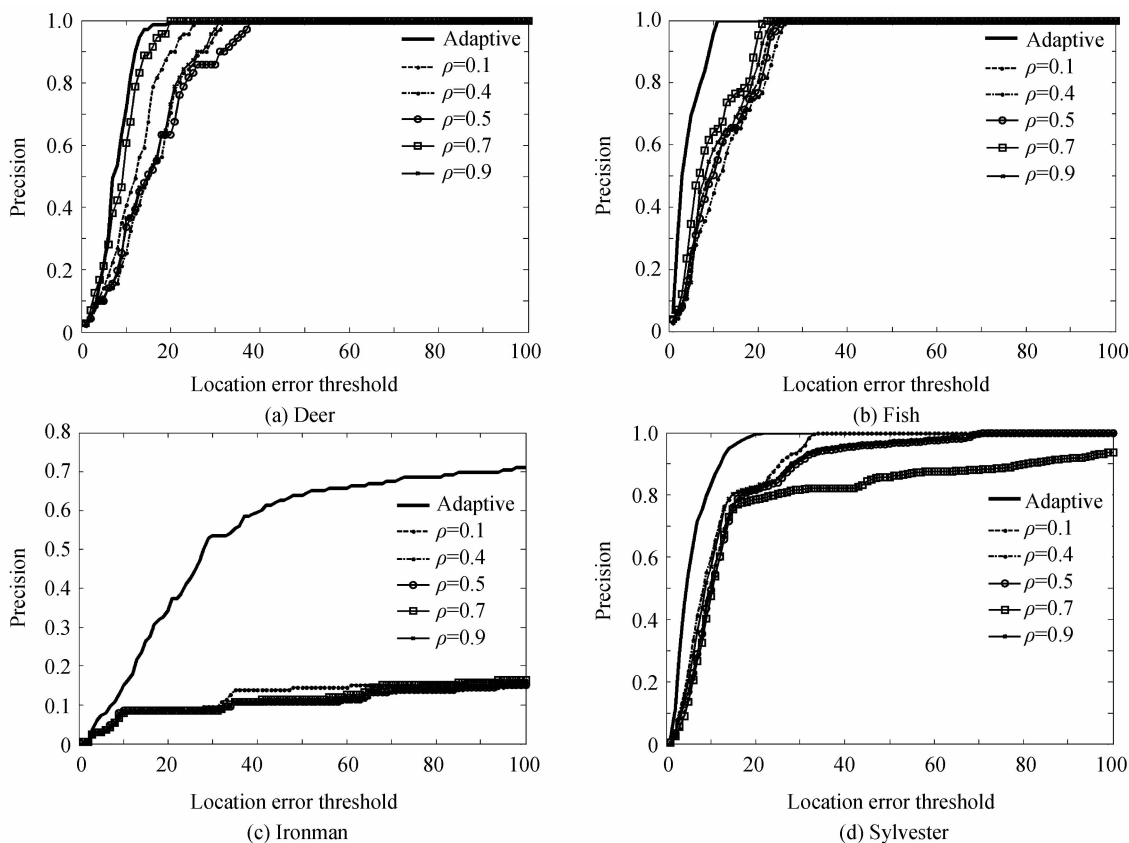 1.0
0.8
0.6
0.4
0.2
0
Precision
Adaptive
ρ=0.1
ρ=0.4
ρ=0.5
ρ=0.7
ρ=0.9
0 20 40 60 80 100
Location error threshold
(a) Deer
1.0
0.8
0.6
0.4
0.2
0
Precision
Adaptive
ρ=0.1
ρ=0.4
ρ=0.5
ρ=0.7
ρ=0.9
0 20 40 60 80 100
Location error threshold
(b) Fish
0.8
0.7
0.6
0.5
0.4
0.3
0.2
0.1
0
Precision
Adaptive
ρ=0.1
ρ=0.4
ρ=0.5
ρ=0.7
ρ=0.9
0 20 40 60 80 100
Location error threshold
(c) Ironman
1.0
0.8
0.6
0.4
0.2
0
Precision
Adaptive
ρ=0.1
ρ=0.4
ρ=0.5
ρ=0.7
ρ=0.9
0 20 40 60 80 100
Location error threshold
(d) Sylvester